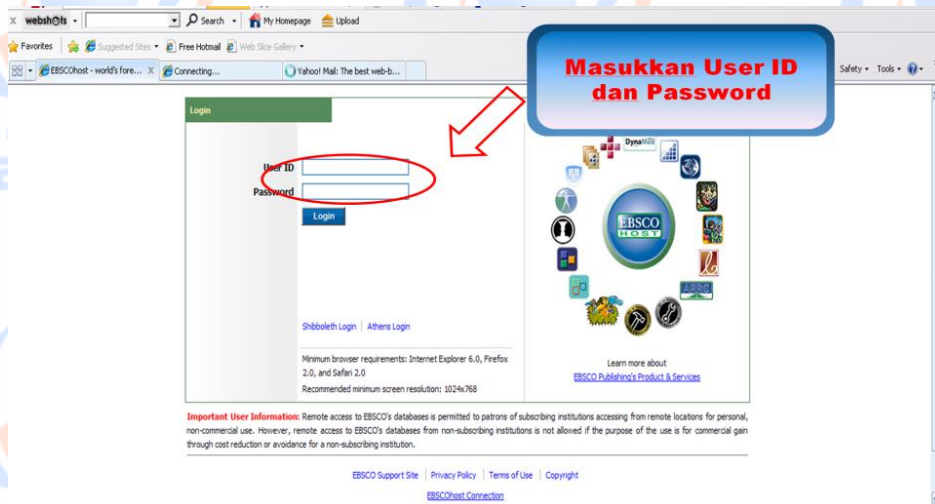 x webshots Search My Homepage Upload
Favorites Suggested Sites Free Hotmail Web Slice Gallery
EBSCOhost - world's fore... X Connecting... Yahoo! Mail: The best web-b... Safety Tools
Masukkan User ID
dan Password
Login
User ID
Password
Login
DynaMed
EBSCO
HOST
Shibboleth Login | Athens Login
Minimum browser requirements: Internet Explorer 6.0, Firefox
2.0, and Safari 2.0
Recommended minimum screen resolution: 1024x768
Learn more about
EBSCO Publishing's Product & Services
Important User Information: Remote access to EBSCO's databases is permitted to patrons of subscribing institutions accessing from remote locations for personal,
non-commercial use. However, remote access to EBSCO's databases from non-subscribing institutions is not allowed if the purpose of the use is for commercial gain
through cost reduction or avoidance for a non-subscribing institution.
EBSCO Support Site | Privacy Policy | Terms of Use | Copyright
EBSCOhost Connection